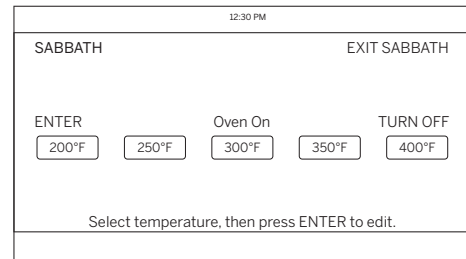 12:30 PM
SABBATH EXIT SABBATH
ENTER Oven On TURN OFF
200°F 250°F 300°F 350°F 400°F
Select temperature, then press ENTER to edit.